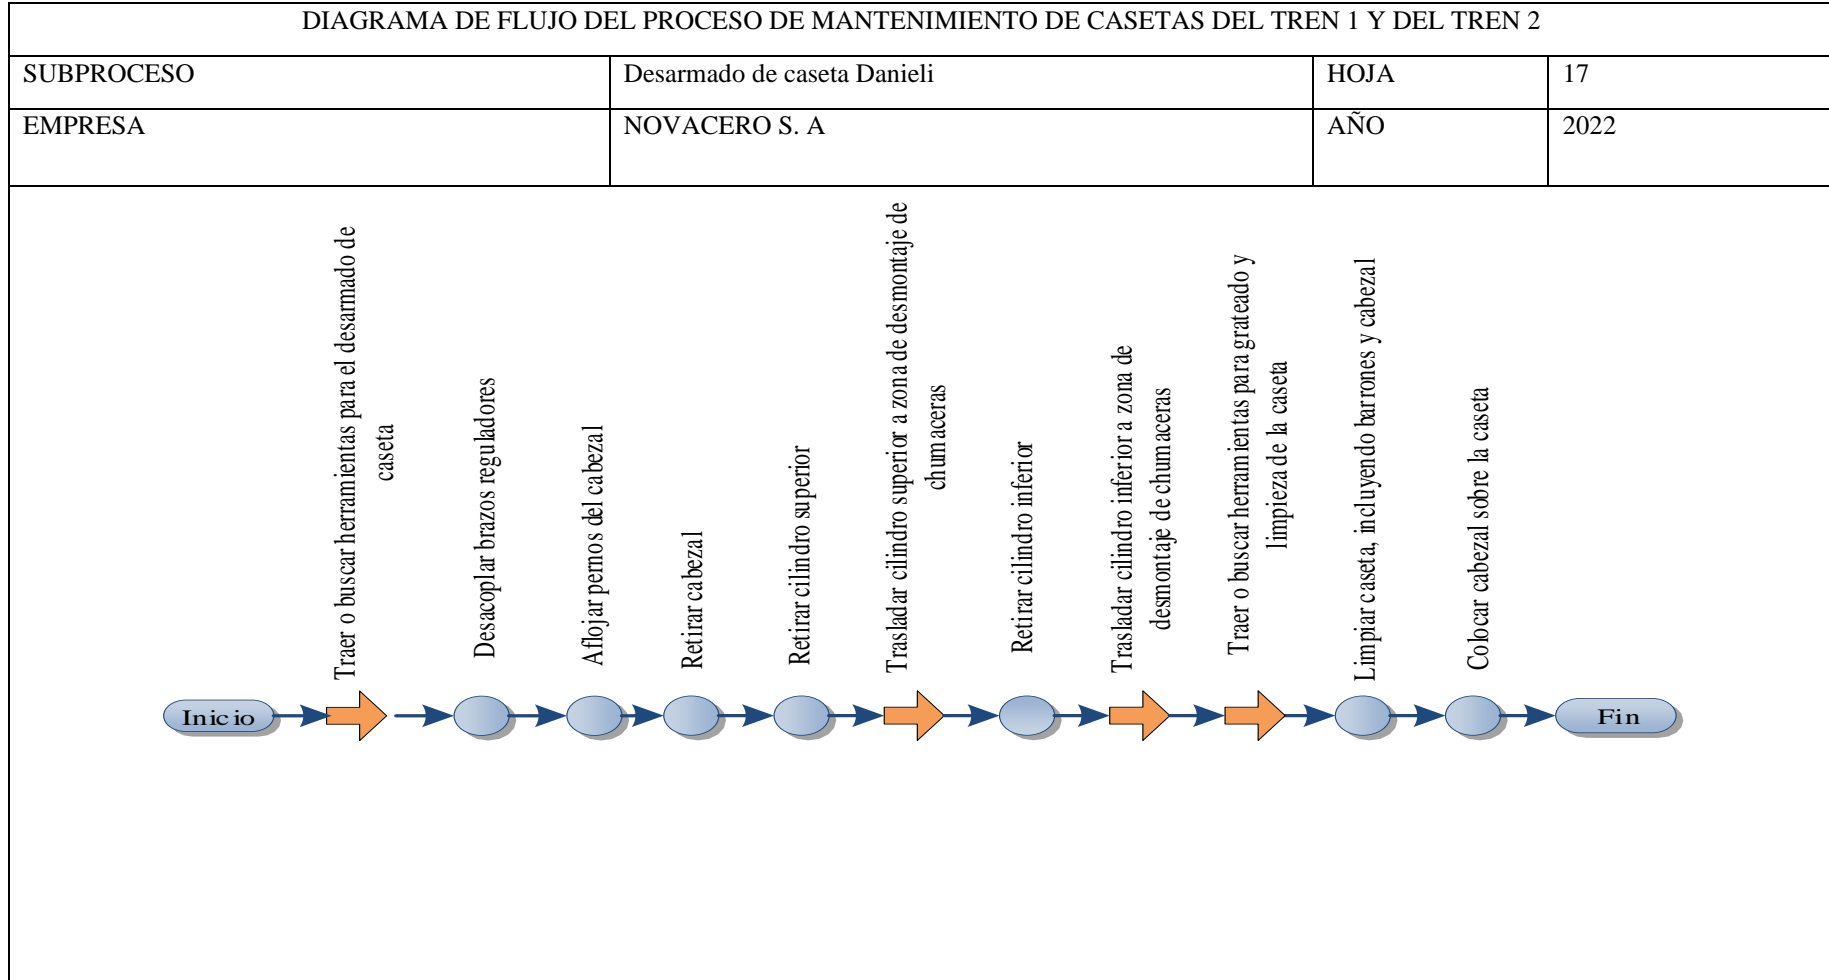 DIAGRAMA DE FLUJO DEL PROCESO DE MANTENIMIENTO DE CASETAS DEL TREN 1 Y DEL TREN 2
SUBPROCESO
Desarmado de caseta Danieli
HOJA
17
EMPRESA
NOVACERO S. A
AÑO
2022
Inicio
Traer o buscar herramientas para el desarmado de
caseta
Desacoplar brazos reguladores
Aflojar pernos del cabezal
Retirar cabezal
Retirar cilindro superior
Trasladar cilindro superior a zona de desmontaje de
chumaceras
Retirar cilindro inferior
Trasladar cilindro inferior a zona de
desmontaje de chumaceras
Traer o buscar herramientas para grateado y
limpieza de la caseta
Limpiar caseta, incluyendo barrones y cabezal
Colocar cabezal sobre la caseta
Fin